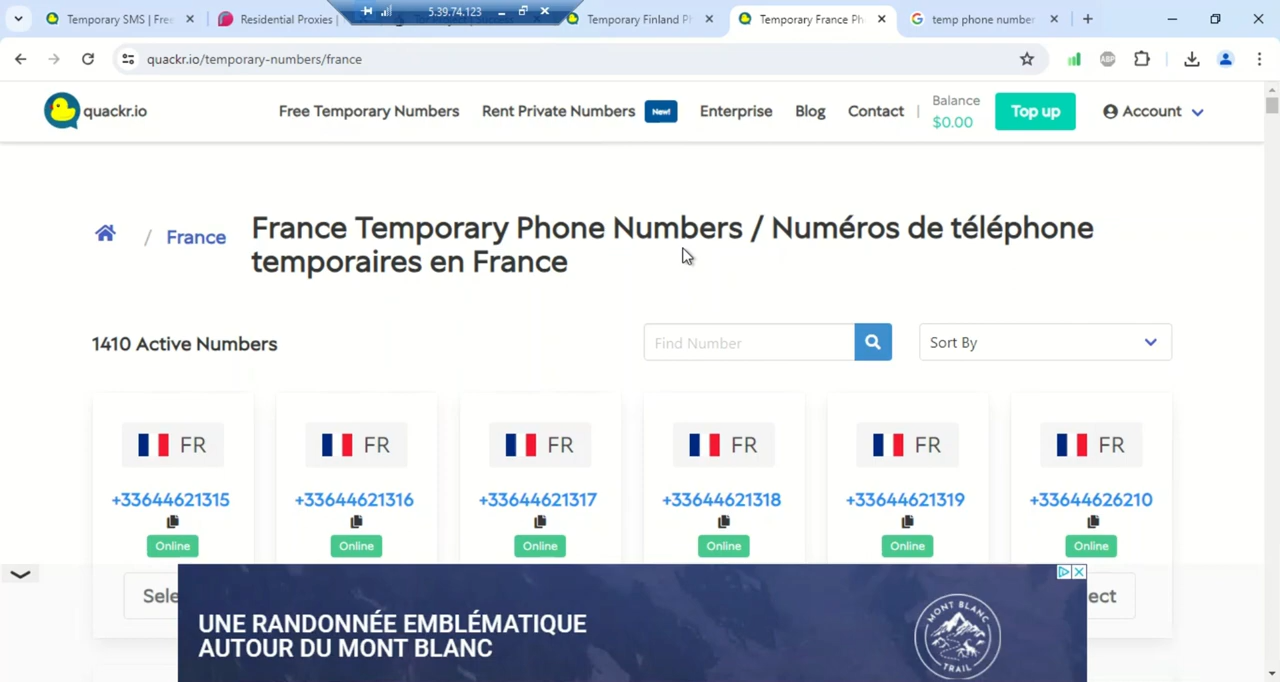 Temporary SMS | Fre
Residential Proxies |
5.39.74.123
Temporary Finland P
Temporary France Ph
temp phone number
quackr.io/temporary-numbers/france
ABP
quackr.io
Free Temporary Numbers
Rent Private Numbers
New!
Enterprise
Blog
Contact
Balance
$0.00
Top up
Account
/ France
France Temporary Phone Numbers / Numéros de téléphone
temporaires en France
1410 Active Numbers
Find Number
Sort By
FR
FR
FR
FR
FR
FR
+33644621315
+33644621316
+33644621317
+33644621318
+33644621319
+33644626210
Online
Online
Online
Online
Online
Online
Sele
ect
UNE RANDONNÉE EMBLÉMATIQUE
AUTOUR DU MONT BLANC
MONT BLANC
TRAIL